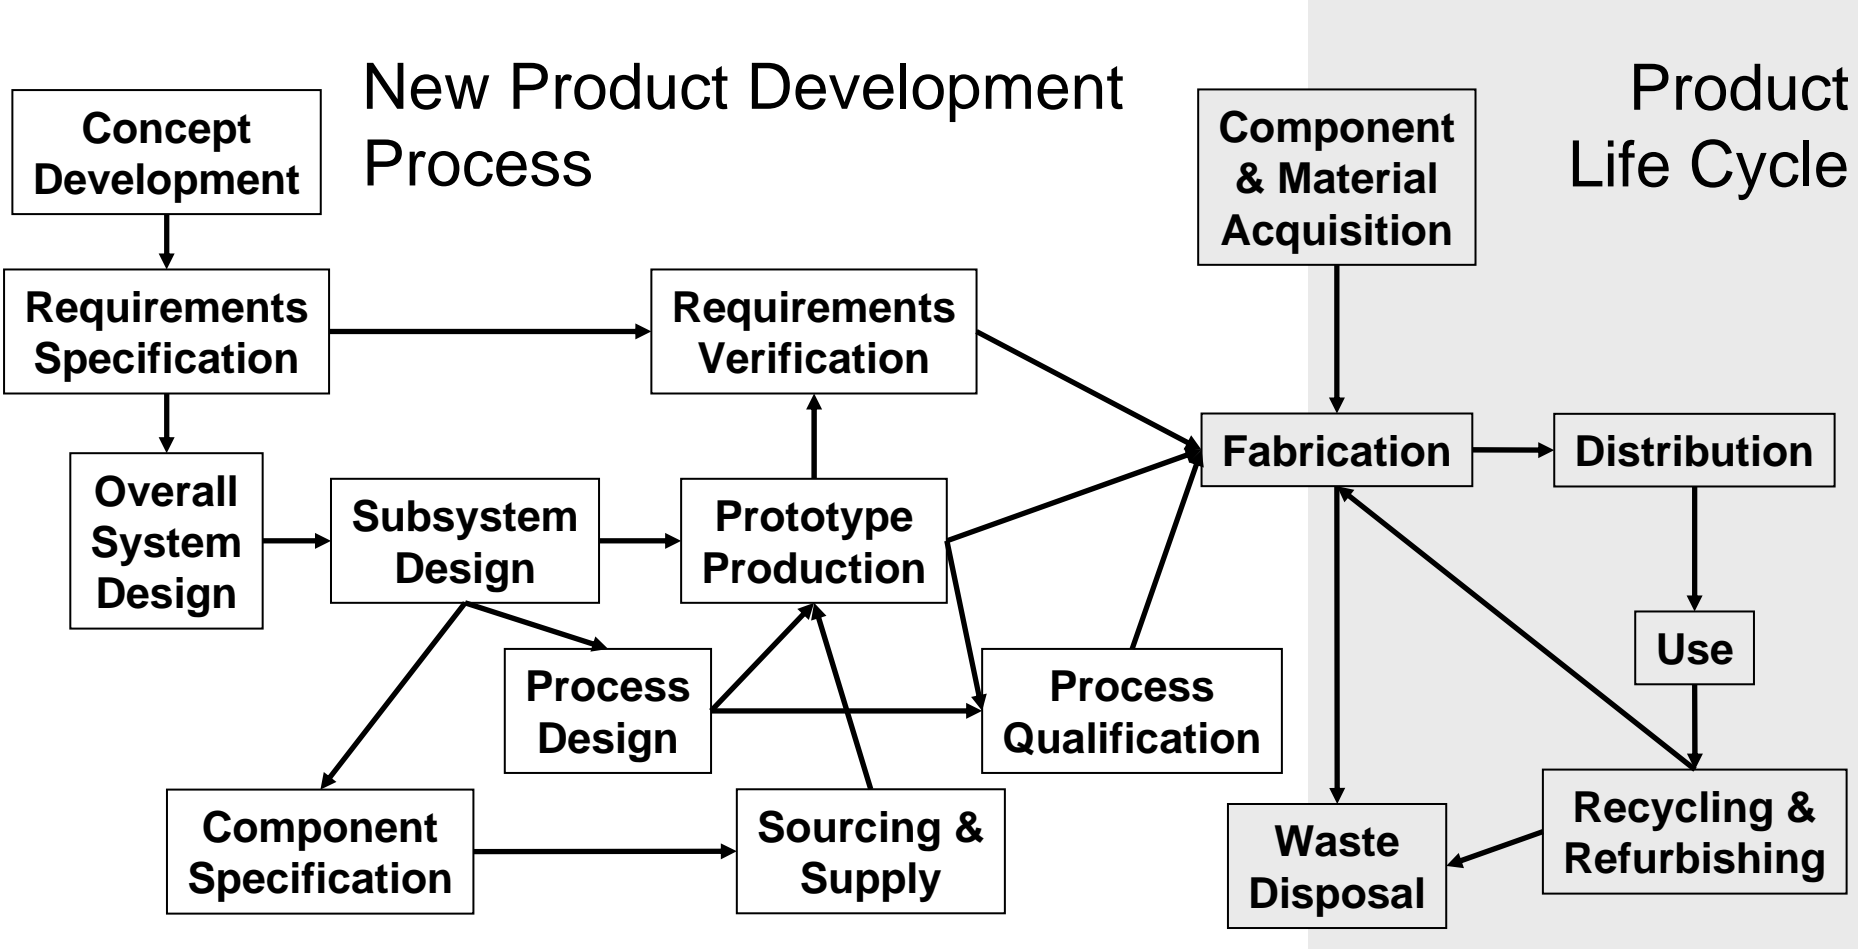 New Product Development
Process
Product
Life Cycle
Concept
Development
Component
& Material
Acquisition
Requirements
Specification
Requirements
Verification
Fabrication
Distribution
Overall
System
Design
Subsystem
Design
Prototype
Production
Use
Process
Design
Process
Qualification
Component
Specification
Sourcing &
Supply
Waste
Disposal
Recycling &
Refurbishing